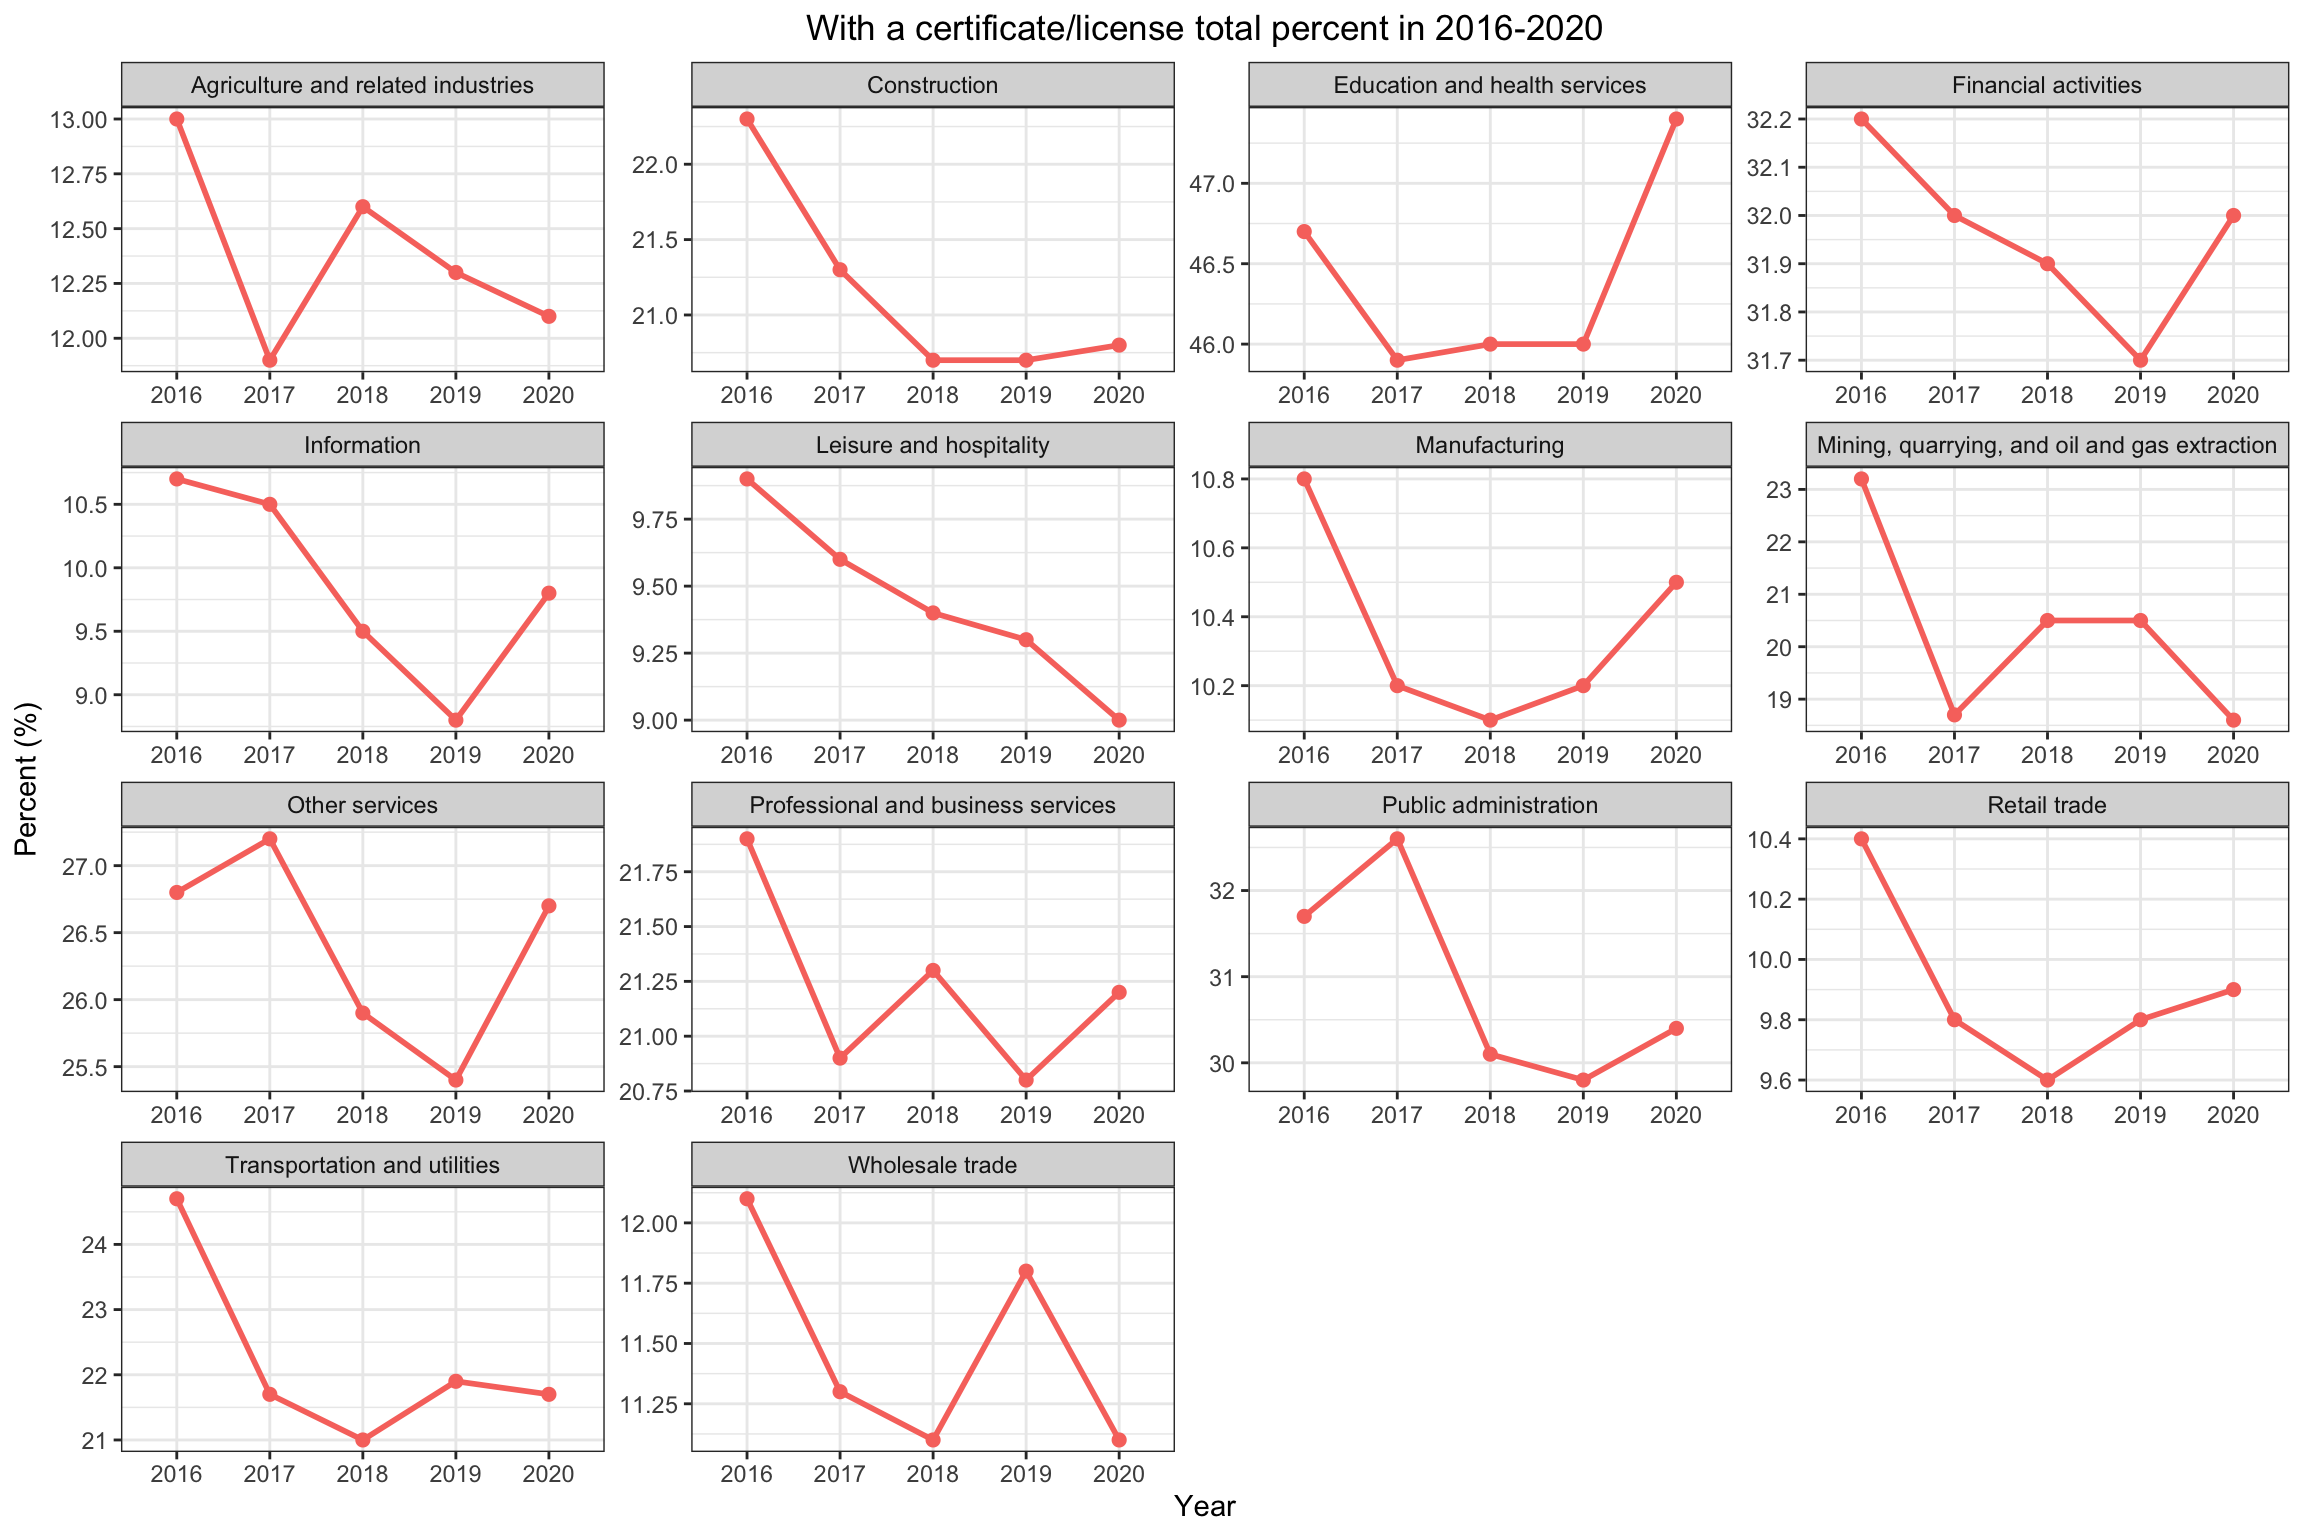 With a certificate/license total percent in 2016-2020
Agriculture and related industries
13.00
12.75
12.50
12.25
12.00
2016 2017 2018 2019 2020
Construction
22.0
21.5
21.0
2016 2017 2018 2019 2020
Education and health services
47.0
46.5
46.0
2016 2017 2018 2019 2020
Financial activities
32.2
32.1
32.0
31.9
31.8
31.7
2016 2017 2018 2019 2020
Information
10.5
10.0
9.5
9.0
2016 2017 2018 2019 2020
Leisure and hospitality
9.75
9.50
9.25
9.00
2016 2017 2018 2019 2020
Manufacturing
10.8
10.6
10.4
10.2
2016 2017 2018 2019 2020
Mining, quarrying, and oil and gas extraction
23
22
21
20
19
2016 2017 2018 2019 2020
Other services
27.0
26.5
26.0
25.5
2016 2017 2018 2019 2020
Professional and business services
21.75
21.50
21.25
21.00
20.75
2016 2017 2018 2019 2020
Public administration
32
31
30
2016 2017 2018 2019 2020
Retail trade
10.4
10.2
10.0
9.8
9.6
2016 2017 2018 2019 2020
Transportation and utilities
24
23
22
21
2016 2017 2018 2019 2020
Wholesale trade
12.00
11.75
11.50
11.25
2016 2017 2018 2019 2020
Percent (%)
Year